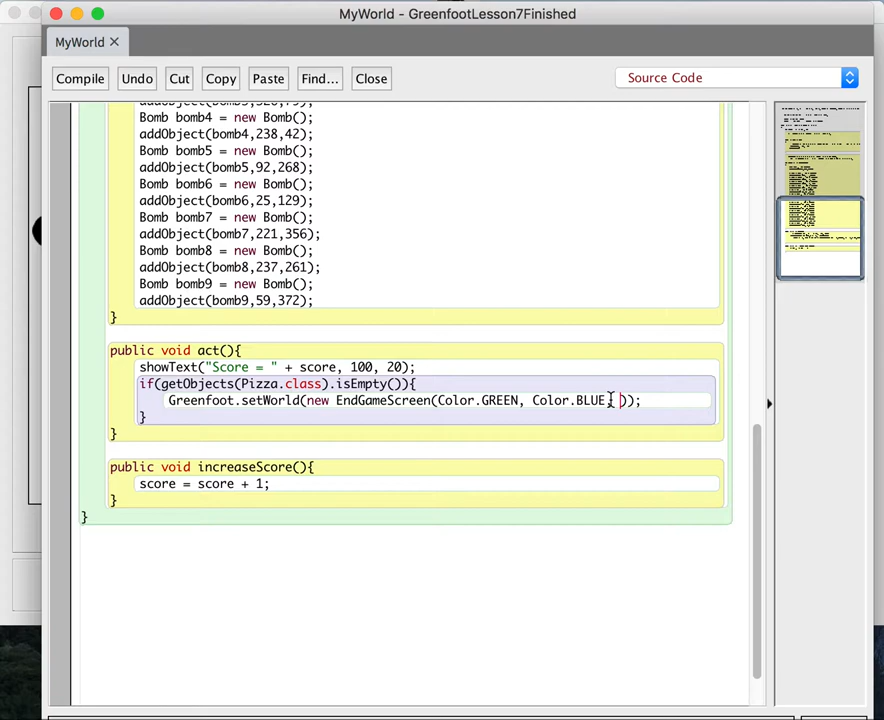 MyWorld - GreenfootLesson7Finished
MyWorld ✕
Compile Undo Cut Copy Paste Find... Close Source Code
Bomb bomb4 = new Bomb();
addObject(bomb4,238,42);
Bomb bomb5 = new Bomb();
addObject(bomb5,92,268);
Bomb bomb6 = new Bomb();
addObject(bomb6,25,129);
Bomb bomb7 = new Bomb();
addObject(bomb7,221,356);
Bomb bomb8 = new Bomb();
addObject(bomb8,237,261);
Bomb bomb9 = new Bomb();
addObject(bomb9,59,372);
}
public void act(){
showText("Score = " + score, 100, 20);
if(getObjects(Pizza.class).isEmpty()){
Greenfoot.setWorld(new EndGameScreen(Color.GREEN, Color.BLUE, ));
}
}
public void increaseScore(){
score = score + 1;
}
}